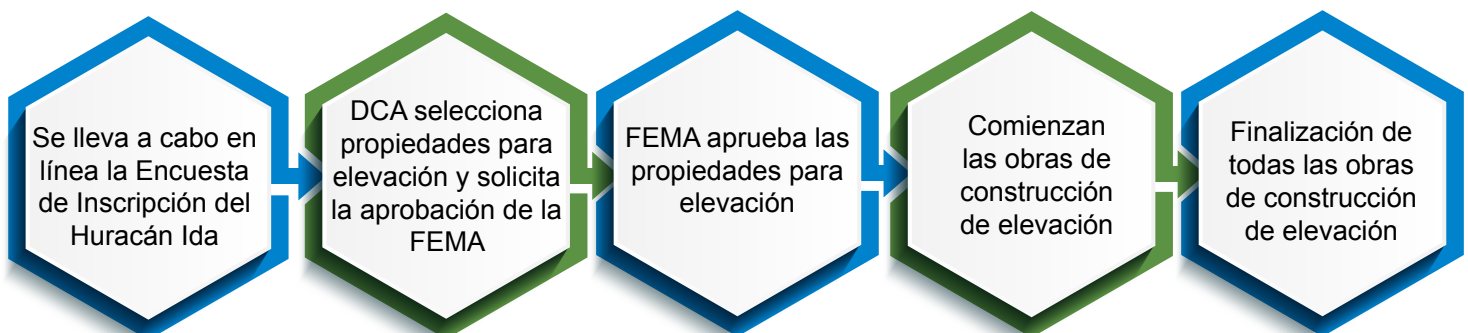 Se lleva a cabo en
línea la Encuesta
de Inscripción del
Huracán Ida
DCA selecciona
propiedades para
elevación y solicita
la aprobación de la
FEMA
FEMA aprueba las
propiedades para
elevación
Comienzan
las obras de
construcción
de elevación
Finalización de
todas las obras
de construcción
de elevación